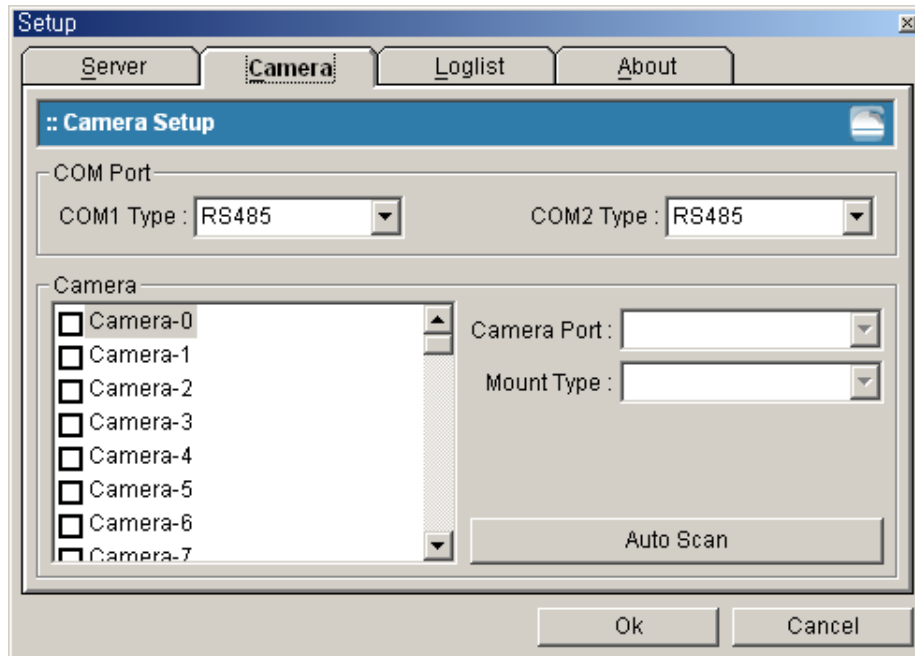 Setup
Server Camera Loglist About
:: Camera Setup
COM Port
COM1 Type : RS485 COM2 Type : RS485
Camera
Camera-0
Camera-1
Camera-2
Camera-3
Camera-4
Camera-5
Camera-6
Camera-7
Camera Port :
Mount Type :
Auto Scan
Ok Cancel